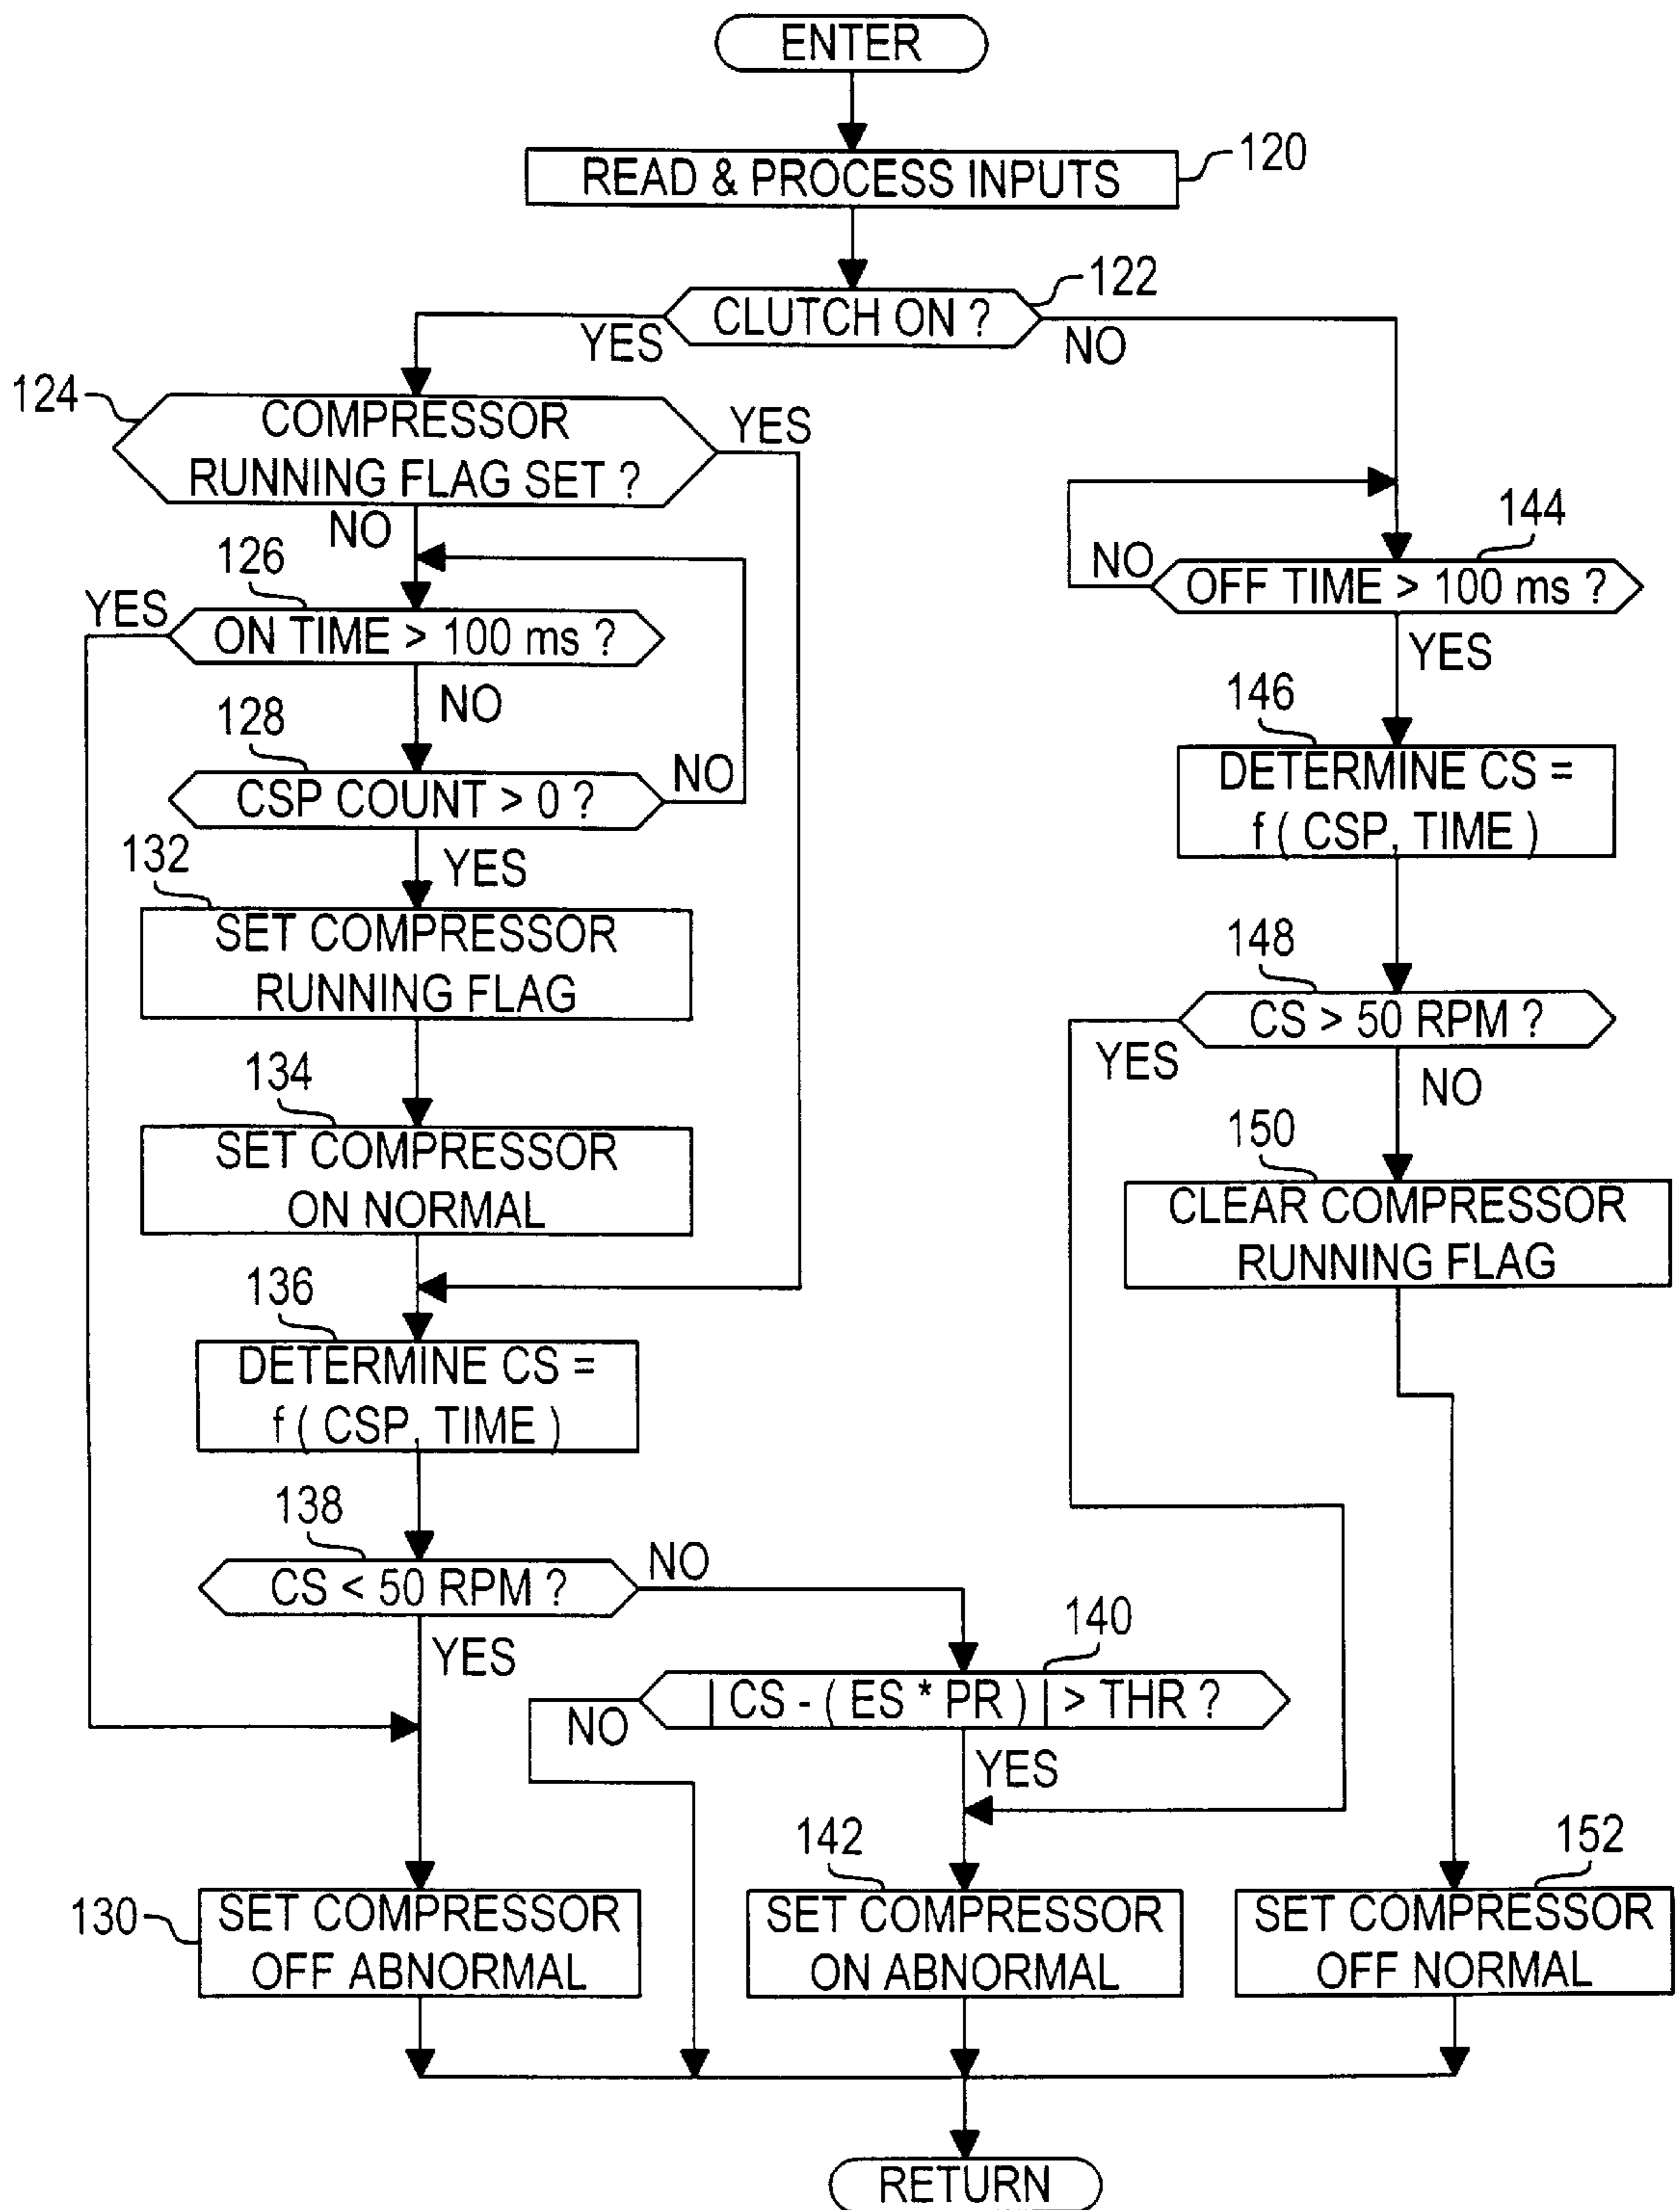 ENTER
READ & PROCESS INPUTS
120
CLUTCH ON ?
122
YES
NO
124
COMPRESSOR
RUNNING FLAG SET ?
YES
NO
126
YES
ON TIME > 100 ms ?
NO
128
CSP COUNT > 0 ?
NO
YES
132
SET COMPRESSOR
RUNNING FLAG
134
SET COMPRESSOR
ON NORMAL
136
DETERMINE CS =
f ( CSP, TIME )
138
CS < 50 RPM ?
NO
YES
140
| CS - ( ES * PR ) | > THR ?
NO
YES
130
SET COMPRESSOR
OFF ABNORMAL
142
SET COMPRESSOR
ON ABNORMAL
144
NO
OFF TIME > 100 ms ?
YES
146
DETERMINE CS =
f ( CSP, TIME )
148
CS > 50 RPM ?
YES
NO
150
CLEAR COMPRESSOR
RUNNING FLAG
152
SET COMPRESSOR
OFF NORMAL
RETURN